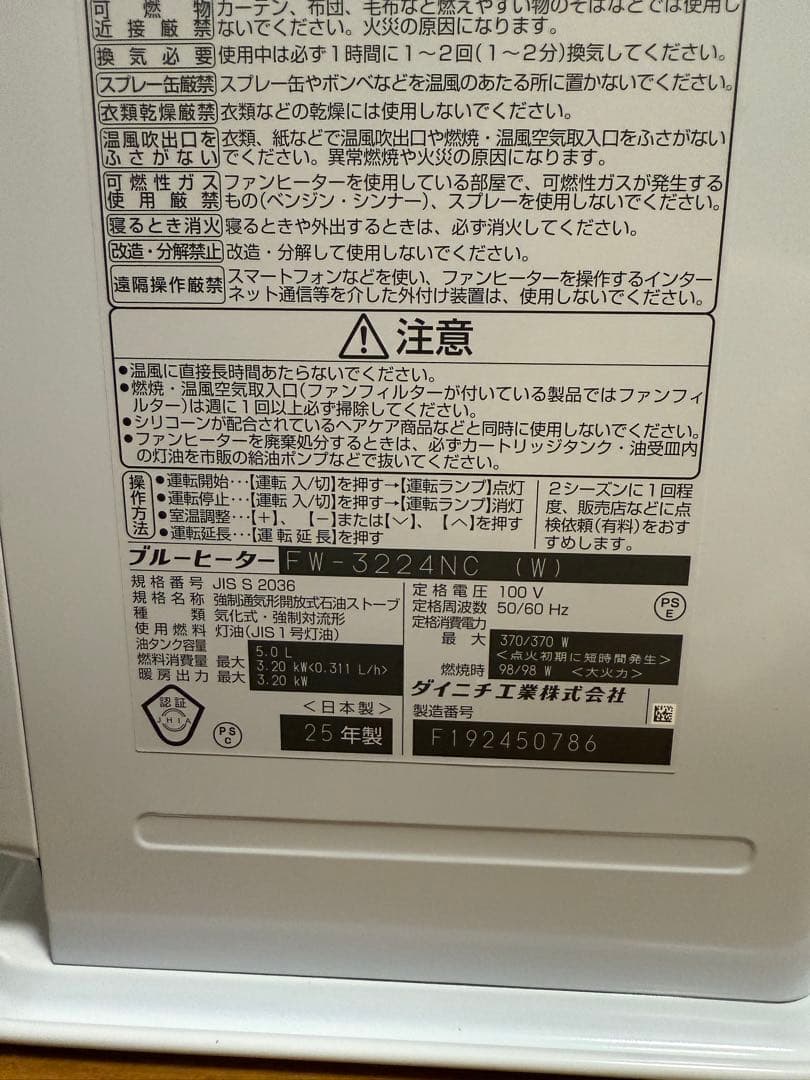 可燃物 カーテン、布団、毛布など燃えやすい物のそばなどでは使用し
近接厳禁 ないでください。火災の原因になります。
換気必要 使用中は必ず1時間に1～2回(1～2分)換気してください。
スプレー缶厳禁 スプレー缶やボンベなどを温風のあたる所に置かないでください。
衣類乾燥厳禁 衣類などの乾燥には使用しないでください。
温風吹出口を 衣類、紙などで温風吹出口や燃焼・温風空気取入口をふさがない
ふさがない でください。異常燃焼や火災の原因になります。
可燃性ガス ファンヒーターを使用している部屋で、可燃性ガスが発生する
使用厳禁 もの(ベンジン・シンナー)、スプレーを使用しないでください。
寝るとき消火 寝るときや外出するときは、必ず消火してください。
改造・分解禁止 改造・分解して使用しないでください。
遠隔操作厳禁 スマートフォンなどを使い、ファンヒーターを操作するインター
ネット通信等を介した外付け装置は、使用しないでください。
注意
●温風に直接長時間あたらないでください。
●燃焼・温風空気取入口(ファンフィルターが付いている製品ではファンフィ
ルター)は週に1回以上必ず掃除してください。
●シリコーンが配合されているヘアケア商品などと同時に使用しないでください。
●ファンヒーターを廃棄処分するときは、必ずカートリッジタンク・油受皿内
の灯油を市販の給油ポンプなどで抜いてください。
操作方法
●運転開始…【運転 入/切】を押す→【運転ランプ】点灯
●運転停止…【運転 入/切】を押す→【運転ランプ】消灯
●室温調整…【+】、【-】または【﹀】、【︿】を押す
●運転延長…【運転延長】を押す
2シーズンに1回程
度、販売店などに点
検依頼(有料)をおす
すめします。
ブルーヒーター FW-3224NC (W)
規格番号 JIS S 2036
規格名称 強制通気形開放式石油ストーブ
種類 気化式・強制対流形
使用燃料 灯油(JIS1号灯油)
油タンク容量 5.0 L
燃料消費量 最大 3.20 kW<0.311 L/h>
暖房出力 最大 3.20 kW
定格電圧 100 V
定格周波数 50/60 Hz
定格消費電力
最大 370/370 W
<点火初期に短時間発生>
燃焼時 98/98 W <大火力>
PS
E
認証
JHIA
PS
C
<日本製>
25年製
ダイニチ工業株式会社
製造番号
F192450786